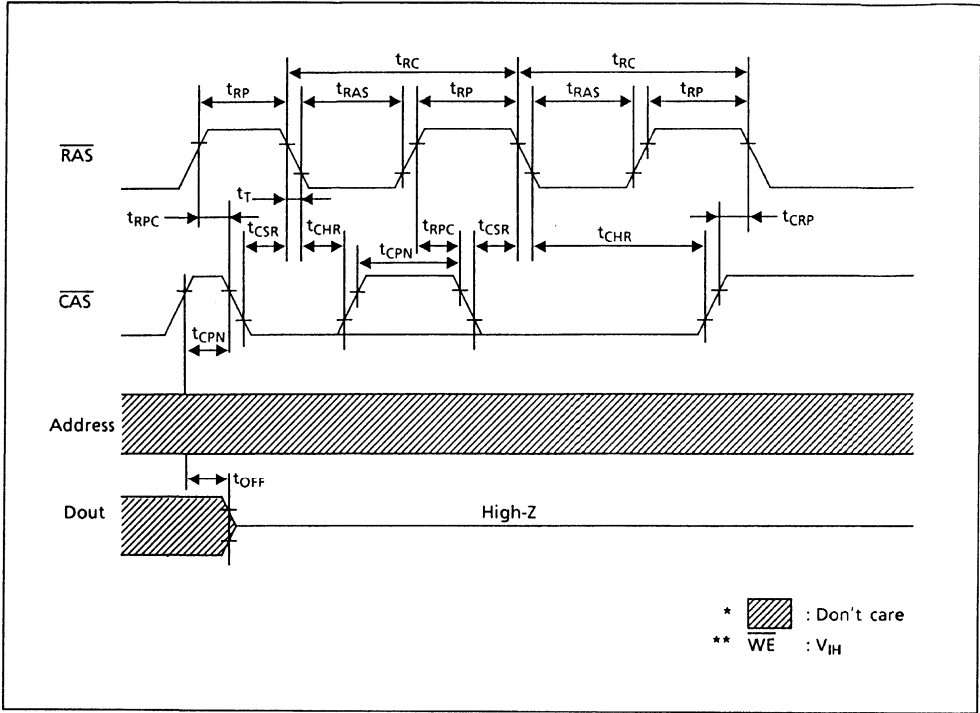 tRC tRC
tRP tRAS tRP tRAS tRP
RAS
tT
tRPC tCSR tCHR tRPC tCSR tCHR tCRP
tCPN
CAS
tCPN
Address
tOFF
Dout High-Z
* : Don't care
** WE : VIH